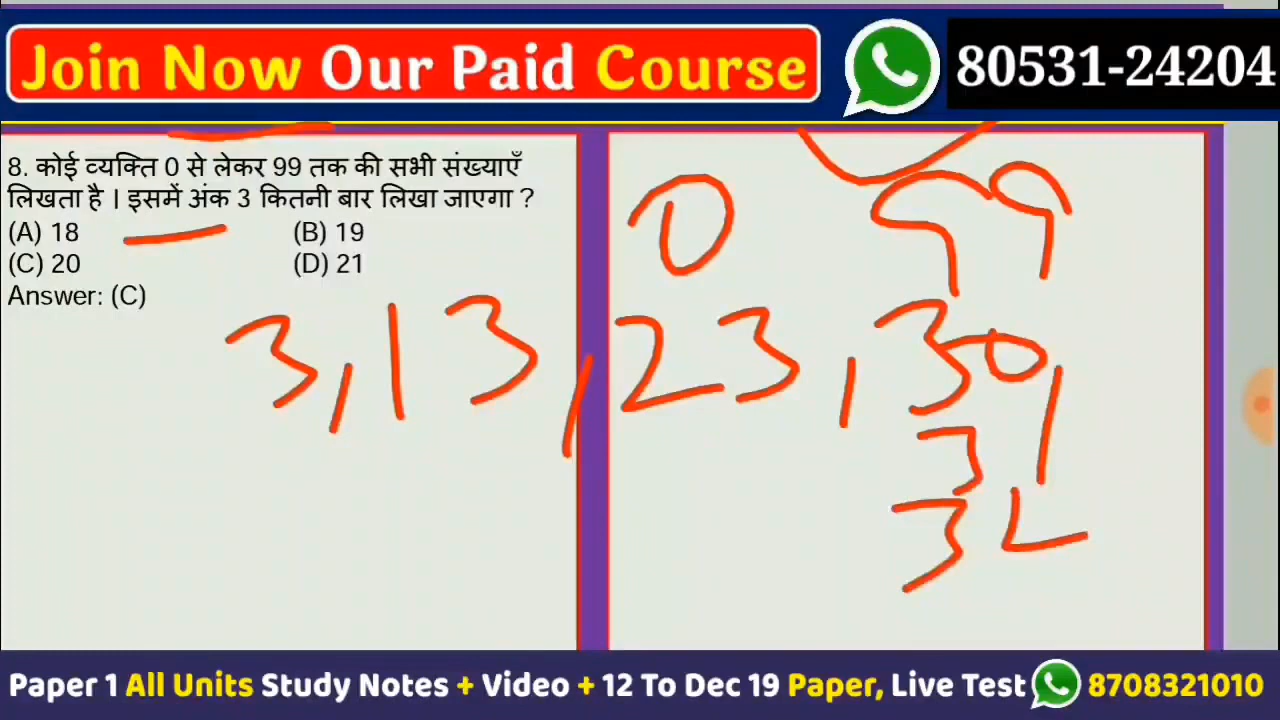 Join Now Our Paid Course 80531-24204
8. कोई व्यक्ति 0 से लेकर 99 तक की सभी संख्याएँ
लिखता है । इसमें अंक 3 कितनी बार लिखा जाएगा ?
(A) 18 (B) 19
(C) 20 (D) 21
Answer: (C)
0 99
3, 13, 23, 30,
31
32
Paper 1 All Units Study Notes + Video + 12 To Dec 19 Paper, Live Test 8708321010